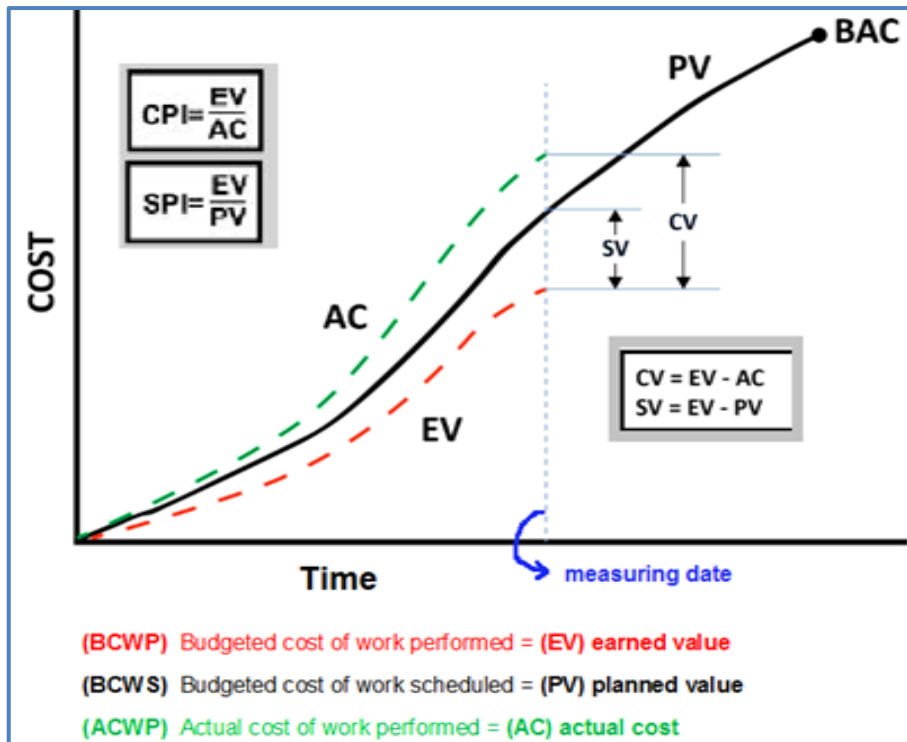 BAC
PV
CPI=EV/AC
SPI=EV/PV
CV
SV
COST
AC
EV
CV = EV - AC
SV = EV - PV
Time
measuring date
(BCWP) Budgeted cost of work performed = (EV) earned value
(BCWS) Budgeted cost of work scheduled = (PV) planned value
(ACWP) Actual cost of work performed = (AC) actual cost